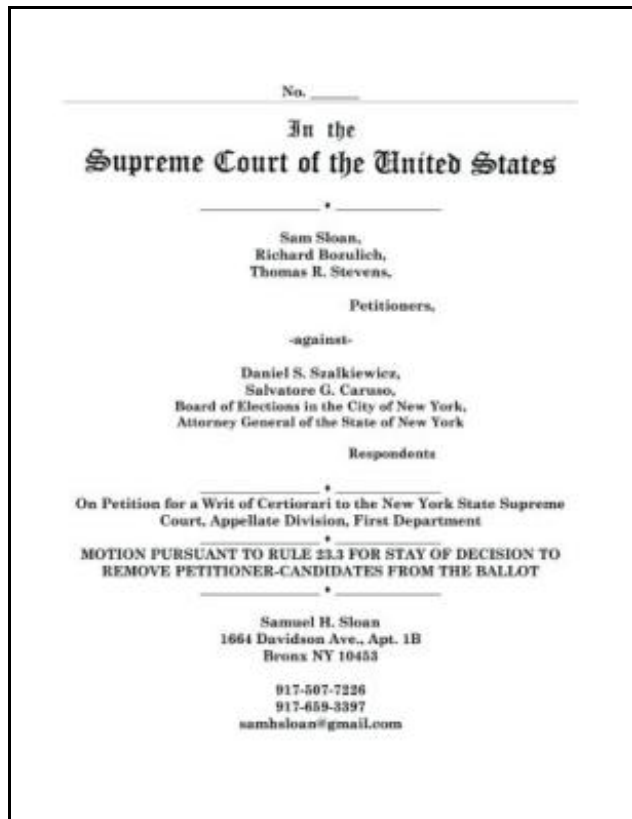 No. ______
In the
Supreme Court of the United States
Sam Sloan,
Richard Bozulich,
Thomas R. Stevens,
Petitioners,
-against-
Daniel S. Szalkiewicz,
Salvatore G. Caruso,
Board of Elections in the City of New York,
Attorney General of the State of New York
Respondents
On Petition for a Writ of Certiorari to the New York State Supreme
Court, Appellate Division, First Department
MOTION PURSUANT TO RULE 23.3 FOR STAY OF DECISION TO
REMOVE PETITIONER-CANDIDATES FROM THE BALLOT
Samuel H. Sloan
1664 Davidson Ave., Apt. 1B
Bronx NY 10453
917-507-7226
917-659-3397
samhsloan@gmail.com